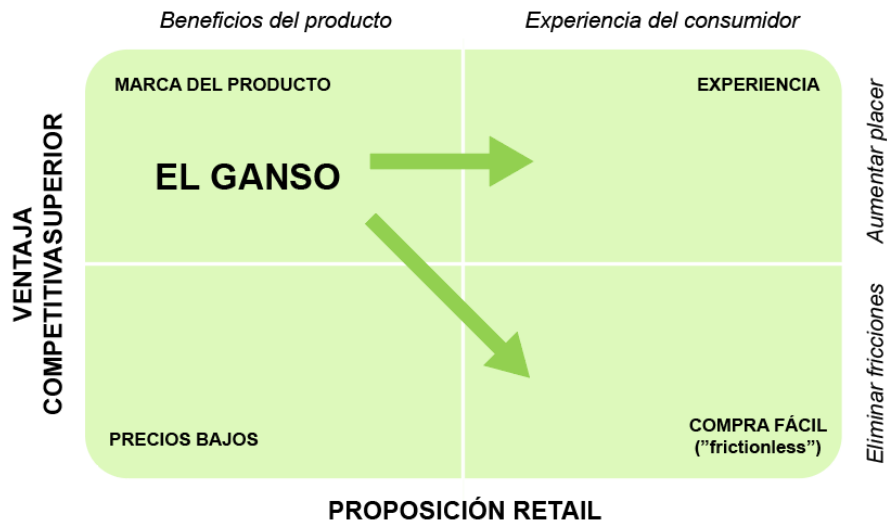 Beneficios del producto
Experiencia del consumidor
MARCA DEL PRODUCTO
EXPERIENCIA
EL GANSO
VENTAJA
COMPETITIVASUPERIOR
Aumentar placer
Eliminar fricciones
PRECIOS BAJOS
COMPRA FÁCIL
(”frictionless”)
PROPOSICIÓN RETAIL